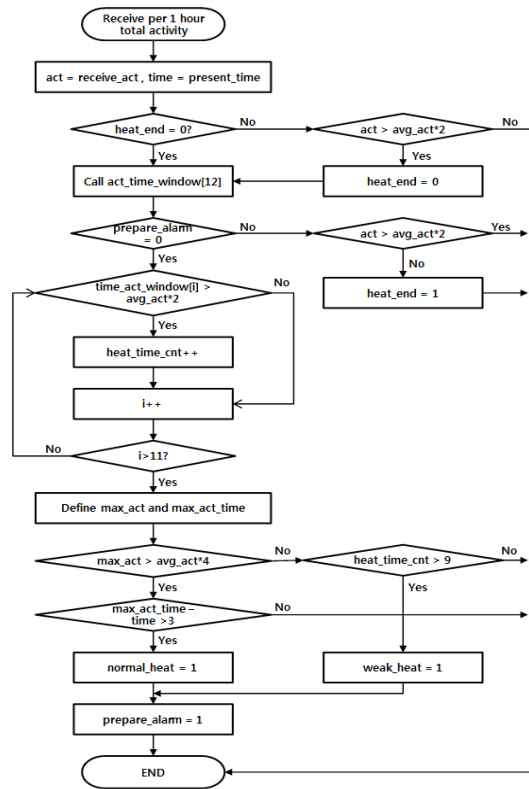 Receive per 1 hour
total activity
act = receive_act , time = present_time
heat_end = 0?
No
act > avg_act*2
No
Yes
Yes
Call act_time_window[12]
heat_end = 0
prepare_alarm
= 0
No
act > avg_act*2
Yes
Yes
No
time_act_window[i] >
avg_act*2
No
heat_end = 1
Yes
heat_time_cnt++
i++
No
i>11?
Yes
Define max_act and max_act_time
max_act > avg_act*4
No
heat_time_cnt > 9
No
Yes
Yes
max_act_time –
time >3
No
Yes
normal_heat = 1
weak_heat = 1
prepare_alarm = 1
END